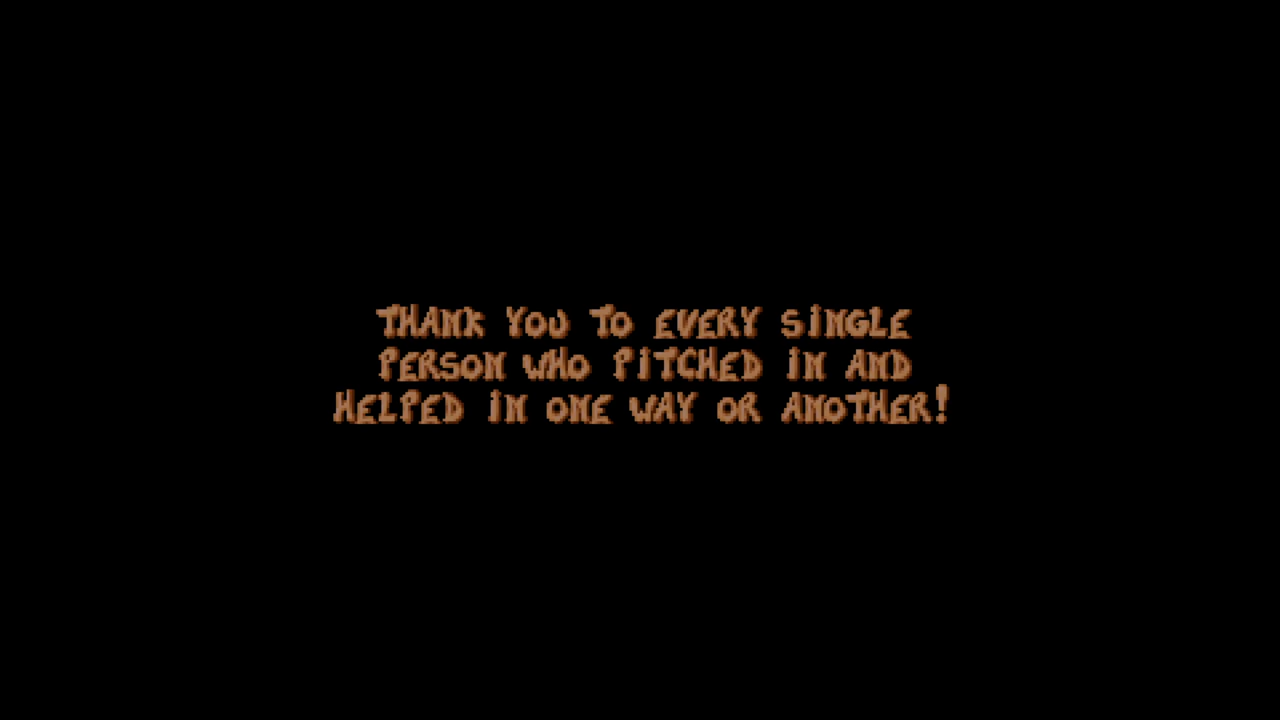 THANK YOU TO EVERY SINGLE
PERSON WHO PITCHED IN AND
HELPED IN ONE WAY OR ANOTHER!